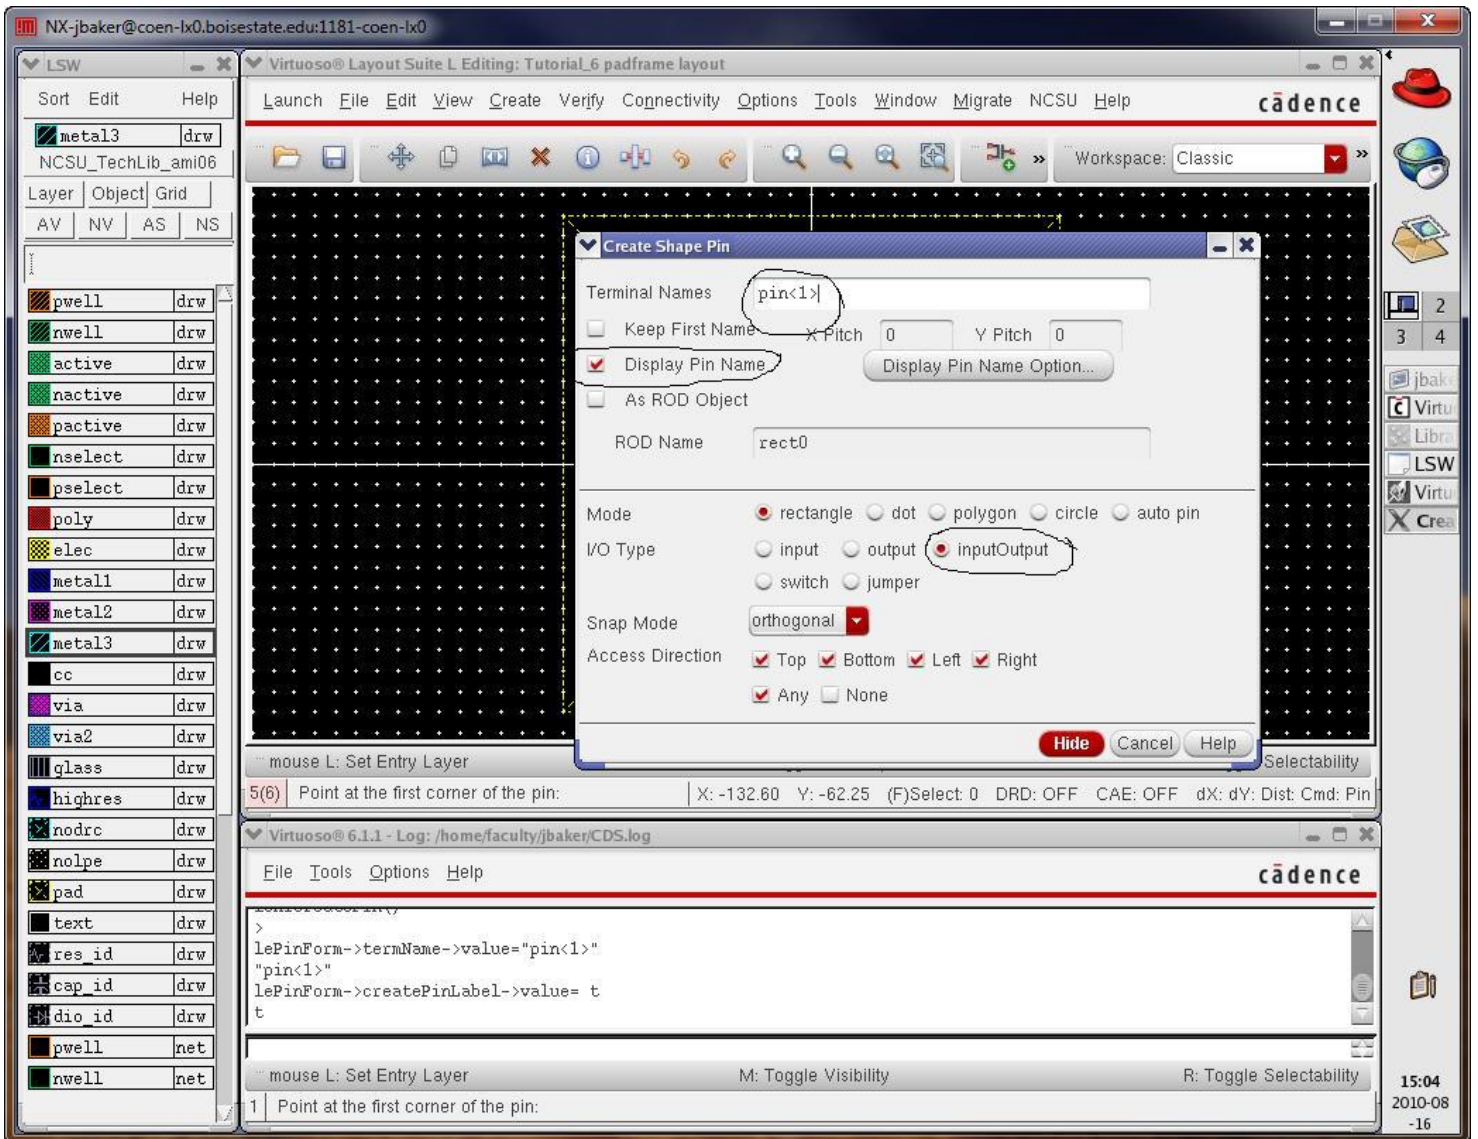 NX-jbaker@coen-lx0.boisestate.edu:1181-coen-lx0
LSW
Sort Edit Help
metal3 drw
NCSU_TechLib_ami06
Layer Object Grid
AV NV AS NS
pwell drw
nwell drw
active drw
nactive drw
pactive drw
nselect drw
pselect drw
poly drw
elec drw
metal1 drw
metal2 drw
metal3 drw
cc drw
via drw
via2 drw
glass drw
highres drw
nodrc drw
nolpe drw
pad drw
text drw
res_id drw
cap_id drw
dio_id drw
pwell net
nwell net
Virtuoso® Layout Suite L Editing: Tutorial_6 padframe layout
Launch File Edit View Create Verify Connectivity Options Tools Window Migrate NCSU Help cādence
» Workspace: Classic »
Create Shape Pin
Terminal Names pin<1>
Keep First Name X Pitch 0 Y Pitch 0
Display Pin Name Display Pin Name Option...
As ROD Object
ROD Name rect0
Mode rectangle dot polygon circle auto pin
I/O Type input output inputOutput
switch jumper
Snap Mode orthogonal
Access Direction Top Bottom Left Right
Any None
Hide Cancel Help
mouse L: Set Entry Layer Selectability
5(6) Point at the first corner of the pin: X: -132.60 Y: -62.25 (F)Select: 0 DRD: OFF CAE: OFF dX: dY: Dist: Cmd: Pin
Virtuoso® 6.1.1 - Log: /home/faculty/jbaker/CDS.log
File Tools Options Help cādence
>
lePinForm->termName->value="pin<1>"
"pin<1>"
lePinForm->createPinLabel->value= t
t
mouse L: Set Entry Layer M: Toggle Visibility R: Toggle Selectability
1 Point at the first corner of the pin:
2
3 4
jbake
Virtu
Libra
LSW
Virtu
Crea
15:04
2010-08
-16